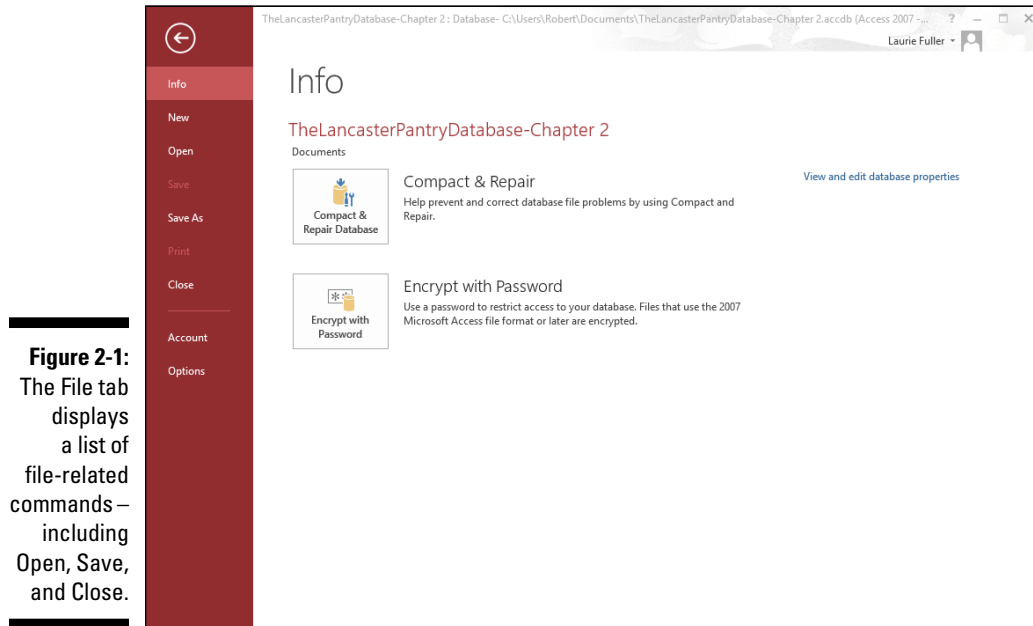 TheLancasterPantryDatabase-Chapter 2 : Database- C:\Users\Robert\Documents\TheLancasterPantryDatabase-Chapter 2.accdb (Access 2007 -... ?
Laurie Fuller
Info
New
Open
Save
Save As
Print
Close
Account
Options
Info
TheLancasterPantryDatabase-Chapter 2
Documents
Compact &
Repair Database
Compact & Repair
Help prevent and correct database file problems by using Compact and
Repair.
View and edit database properties
Encrypt with
Password
Encrypt with Password
Use a password to restrict access to your database. Files that use the 2007
Microsoft Access file format or later are encrypted.
Figure 2-1:
The File tab
displays
a list of
file-related
commands –
including
Open, Save,
and Close.